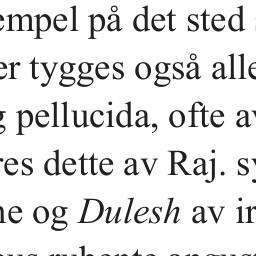 empel på det sted
er tygges også alle
g pellucida, ofte av
res dette av Raj. sy
ne og Dulesh av ir